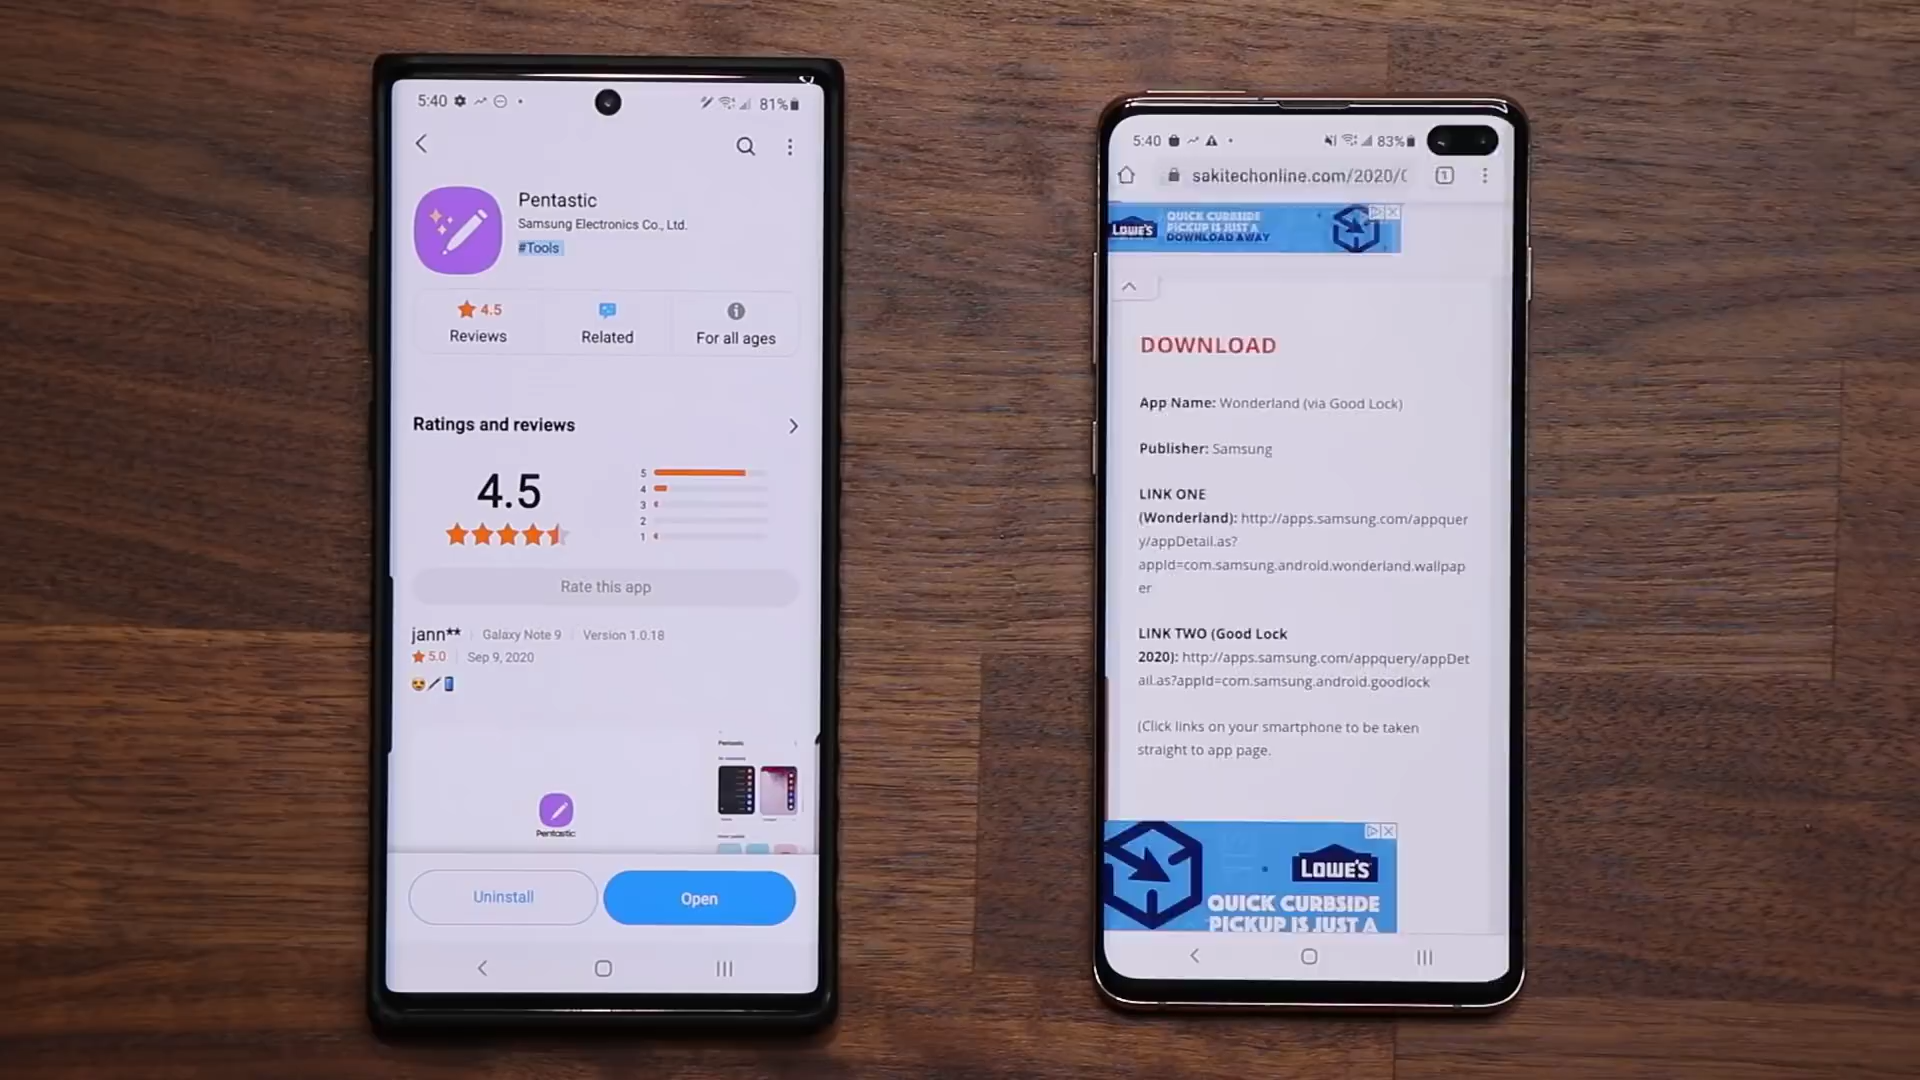 5:40
81%
Pentastic
Samsung Electronics Co., Ltd.
#Tools
4.5
Reviews
Related
For all ages
Ratings and reviews
4.5
5
4
3
2
1
Rate this app
jann** Galaxy Note 9 Version 1.0.18
5.0 Sep 9, 2020
Pentastic
Pentastic
Uninstall
Open
5:40
83%
sakitechonline.com/2020/0
1
LOWE'S
QUICK CURBSIDE
PICKUP IS JUST A
DOWNLOAD AWAY
DOWNLOAD
App Name: Wonderland (via Good Lock)
Publisher: Samsung
LINK ONE
(Wonderland): http://apps.samsung.com/appquer
y/appDetail.as?
appId=com.samsung.android.wonderland.wallpap
er
LINK TWO (Good Lock
2020): http://apps.samsung.com/appquery/appDet
ail.as?appId=com.samsung.android.goodlock
(Click links on your smartphone to be taken
straight to app page.
LOWE'S
QUICK CURBSIDE
PICKUP IS JUST A